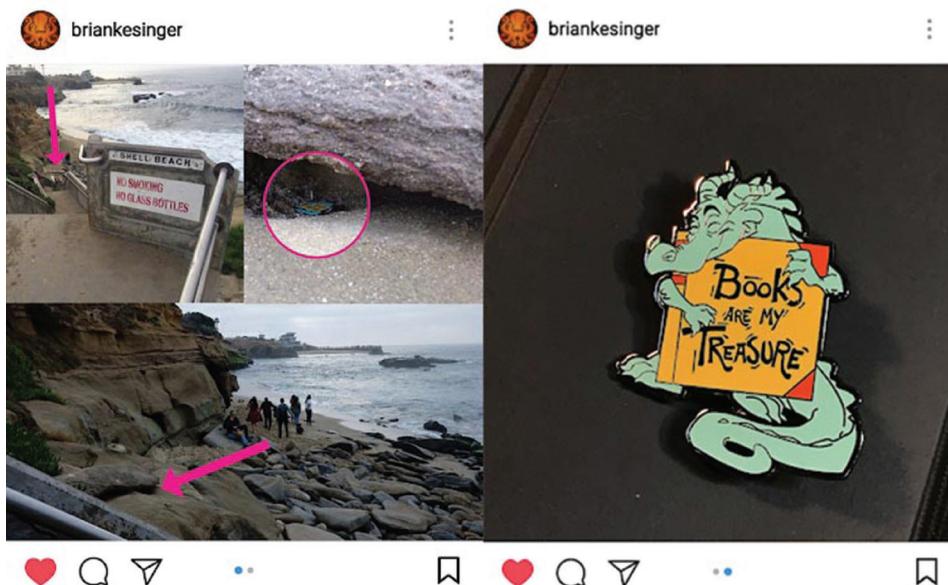 briankesinger
SHELL BEACH
NO SMOKING
NO GLASS BOTTLES
briankesinger
BOOKS
ARE MY
TREASURE